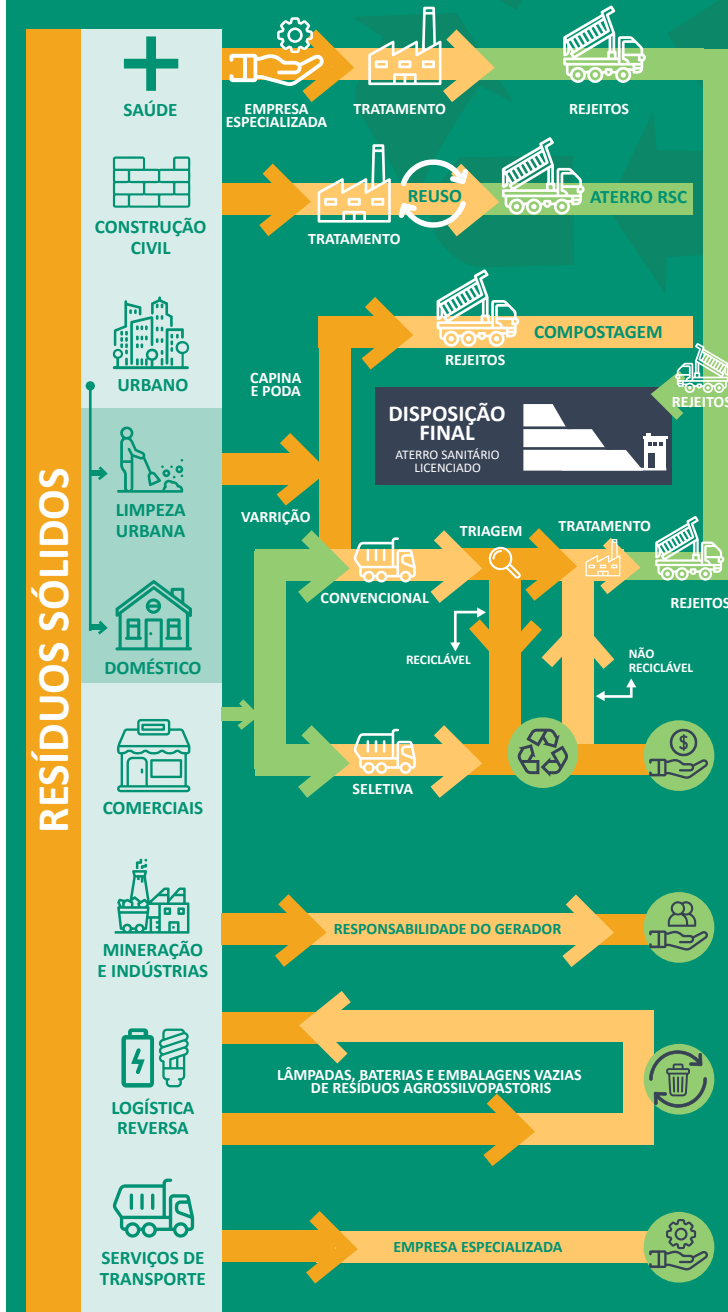 RESÍDUOS SÓLIDOS
SAÚDE
EMPRESA
ESPECIALIZADA
TRATAMENTO
REJEITOS
CONSTRUÇÃO
CIVIL
TRATAMENTO
REUSO
ATERRO RSC
URBANO
CAPINA
E PODA
REJEITOS
COMPOSTAGEM
REJEITOS
DISPOSIÇÃO
FINAL
ATERRO SANITÁRIO
LICENCIADO
LIMPEZA
URBANA
VARRIÇÃO
TRIAGEM
TRATAMENTO
CONVENCIONAL
REJEITOS
DOMÉSTICO
RECICLÁVEL
NÃO
RECICLÁVEL
$
SELETIVA
COMERCIAIS
MINERAÇÃO
E INDÚSTRIAS
RESPONSABILIDADE DO GERADOR
LÂMPADAS, BATERIAS E EMBALAGENS VAZIAS
DE RESÍDUOS AGROSSILVOPASTORIS
LOGÍSTICA
REVERSA
SERVIÇOS DE
TRANSPORTE
EMPRESA ESPECIALIZADA